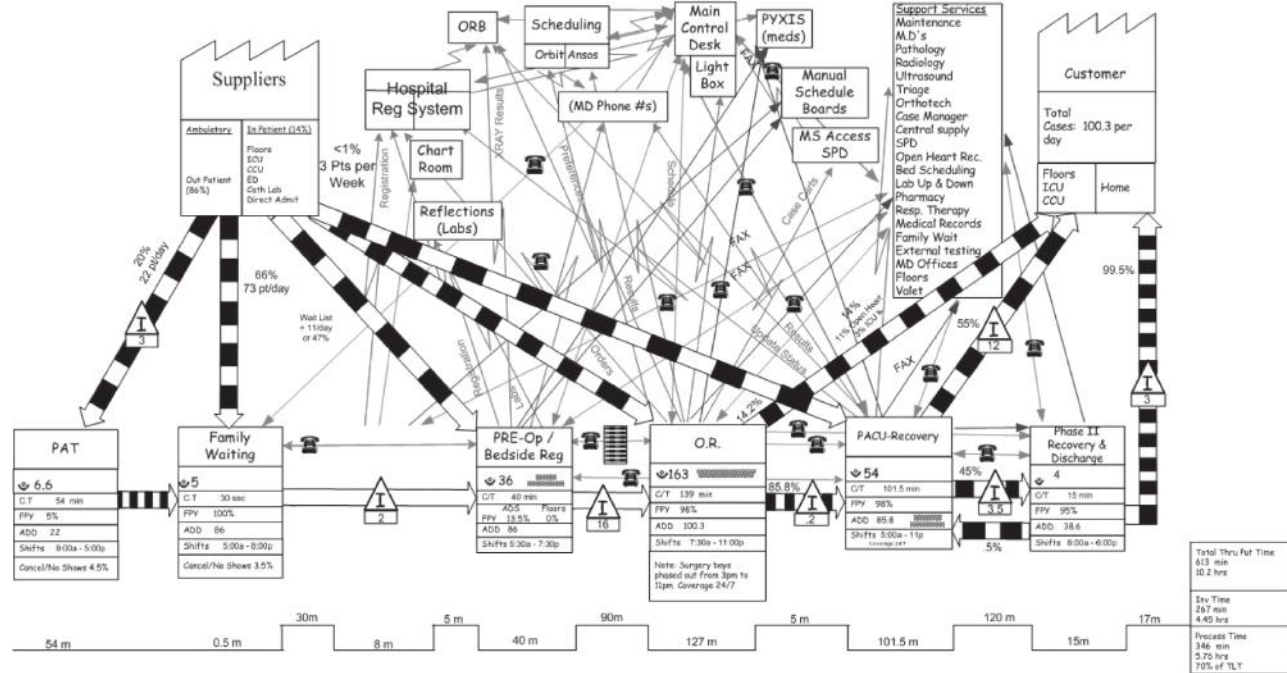 ORB
Scheduling
Orbit
Ansos
Main
Control
Desk
Light
Box
PYXIS
(meds)
Support Services
Maintenance
M.D's
Pathology
Radiology
Ultrasound
Triage
Orthotech
Case Manager
Central supply
SPD
Open Heart Rec.
Bed Scheduling
Lab Up & Down
Pharmacy
Resp. Therapy
Medical Records
Family Wait
External testing
MD Offices
Floors
Valet
Customer
Total
Cases: 100.3 per
day
Floors
ICU
CCU
Home
Suppliers
Ambulatory
Out Patient
(86%)
In Patient (14%)
Floors
ICU
CCU
ED
Cath Lab
Direct Admit
Hospital
Reg System
(MD Phone #s)
Manual
Schedule
Boards
MS Access
SPD
Chart
Room
Reflections
(Labs)
<1%
3 Pts per
Week
Registration
XRAY Results
Preference
Schedule
Case Carts
FAX
FAX
FAX
FAX
Registration
Labs
Orders
Results
Results
Update Status
20%
22 pt/day
66%
73 pt/day
Wait List
= 11/day
or 47%
14%
11% Open Heart
55%
99.5%
14.2%
85.8%
45%
.5%
I
3
I
2
I
16
I
.2
I
12
I
3.5
I
3
PAT
6.6
C.T 54 min
FPY 5%
ADD 22
Shifts 8:00a - 5:00p
Cancel/No Shows 4.5%
Family
Waiting
5
C.T 30 sec
FPY 100%
ADD 86
Shifts 5:00a - 8:00p
Cancel/No Shows 3.5%
PRE-Op /
Bedside Reg
36
C/T 40 min
ADS Floors
FPY 13.5% 0%
ADD 86
Shifts 5:30a - 7:30p
O.R.
163
C/T 139 min
FPY 98%
ADD 100.3
Shifts 7:30a - 11:00p
Note: Surgery bays
phased out from 3pm to
11pm. Coverage 24/7
PACU-Recovery
54
C/T 101.5 min
FPY 98%
ADD 85.8
Shifts 5:00a - 11p
Coverage 24/7
Phase II
Recovery &
Discharge
4
C/T 15 min
FPY 95%
ADD 38.6
Shifts 8:00a - 6:00p
54 m
0.5 m
30m
8 m
5 m
40 m
90m
127 m
5 m
101.5 m
120 m
15m
17m
Total Thru Put Time
613 min
10.2 hrs
Inv Time
267 min
4.45 hrs
Process Time
346 min
5.76 hrs
70% of TLT